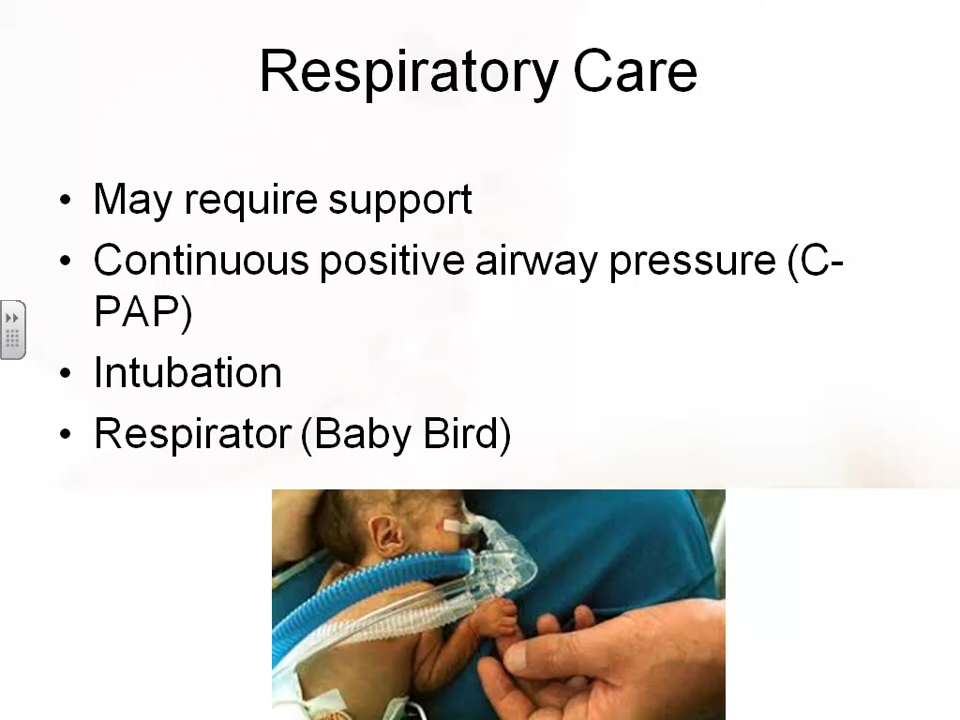 Respiratory Care
• May require support
• Continuous positive airway pressure (C-
PAP)
• Intubation
• Respirator (Baby Bird)